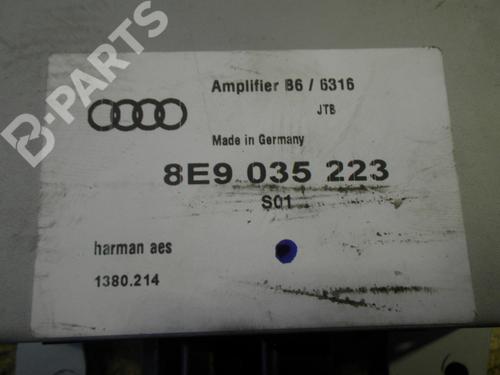 B-PARTS
Amplifier B6 / 6316
JTB
Made in Germany
8E9 035 223
S01
harman aes
1380.214